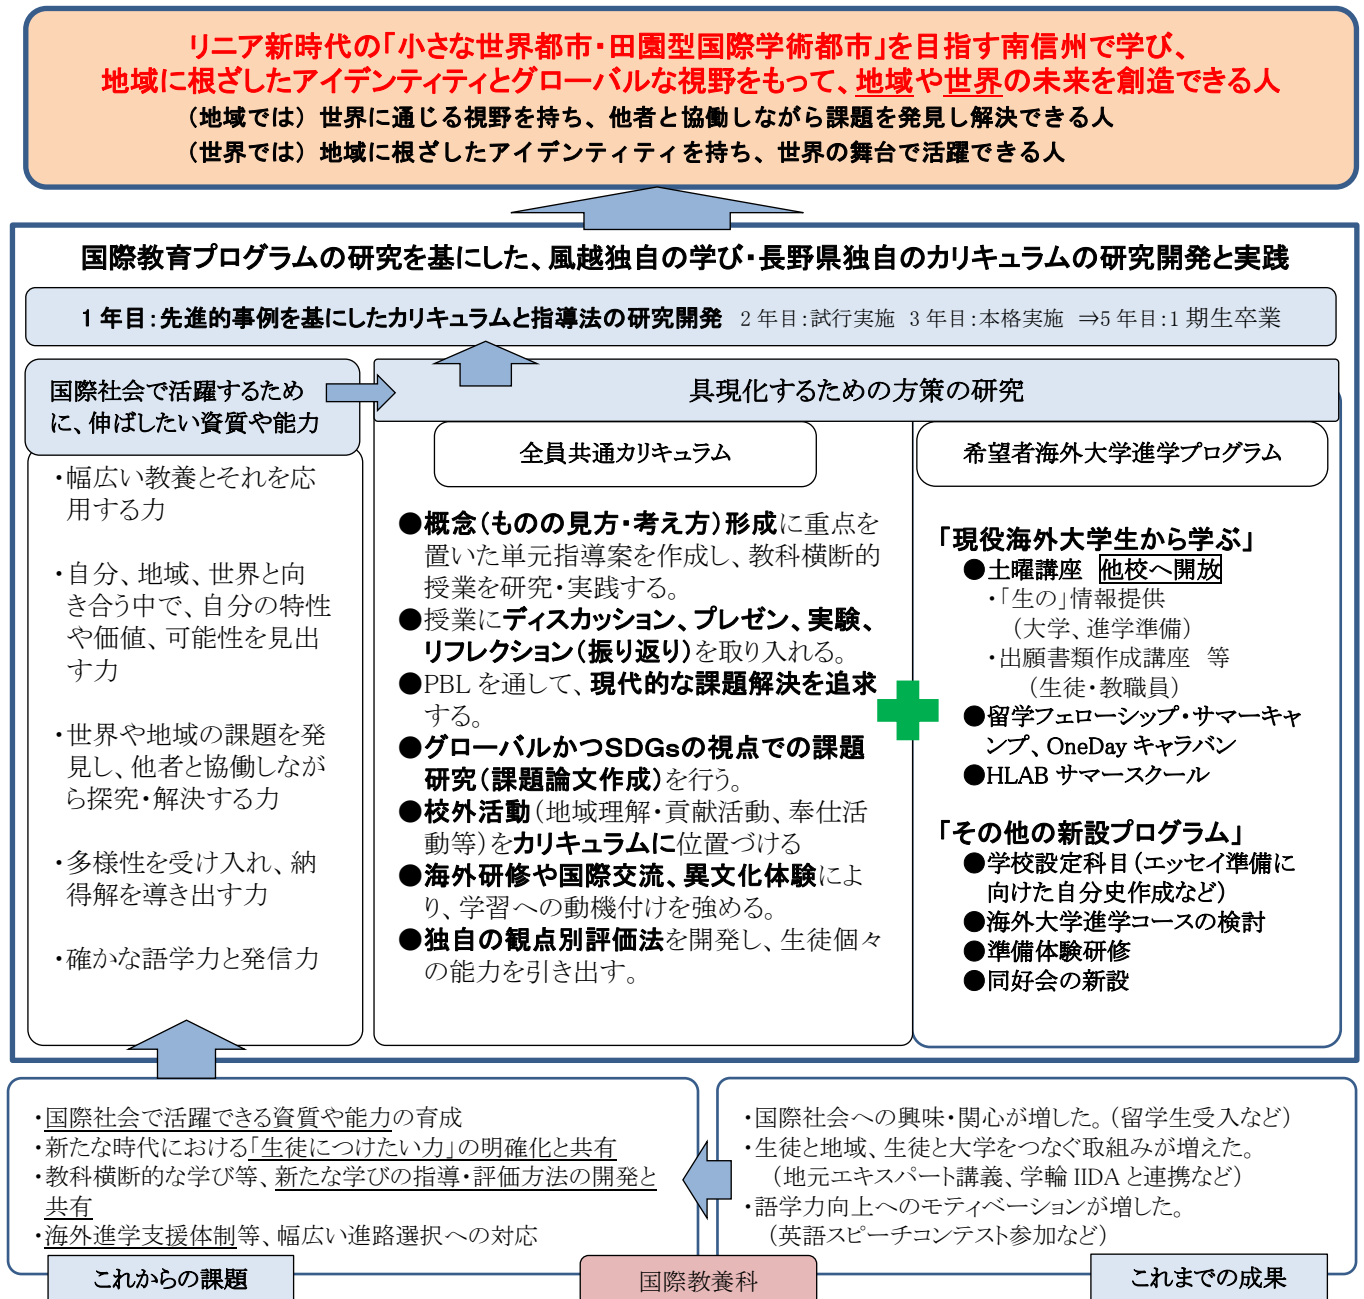 リニア新時代の「小さな世界都市・田園型国際学術都市」を目指す南信州で学び、
地域に根ざしたアイデンティティとグローバルな視野をもって、地域や世界の未来を創造できる人
（地域では）世界に通じる視野を持ち、他者と協働しながら課題を発見し解決できる人
（世界では）地域に根ざしたアイデンティティを持ち、世界の舞台で活躍できる人
国際教育プログラムの研究を基にした、風越独自の学び・長野県独自のカリキュラムの研究開発と実践
1 年目：先進的事例を基にしたカリキュラムと指導法の研究開発 2 年目：試行実施 3 年目：本格実施 ⇒5 年目：1 期生卒業
国際社会で活躍するため
に、伸ばしたい資質や能力
・幅広い教養とそれを応
用する力
・自分、地域、世界と向
き合う中で、自分の特性
や価値、可能性を見出
す力
・世界や地域の課題を発
見し、他者と協働しなが
ら探究・解決する力
・多様性を受け入れ、納
得解を導き出す力
・確かな語学力と発信力
具現化するための方策の研究
全員共通カリキュラム
●概念（ものの見方・考え方）形成に重点を
置いた単元指導案を作成し、教科横断的
授業を研究・実践する。
●授業にディスカッション、プレゼン、実験、
リフレクション（振り返り）を取り入れる。
●PBL を通して、現代的な課題解決を追求
する。
●グローバルかつSDGsの視点での課題
研究（課題論文作成）を行う。
●校外活動（地域理解・貢献活動、奉仕活
動等）をカリキュラムに位置づける
●海外研修や国際交流、異文化体験によ
り、学習への動機付けを強める。
●独自の観点別評価法を開発し、生徒個々
の能力を引き出す。
希望者海外大学進学プログラム
「現役海外大学生から学ぶ」
●土曜講座 他校へ開放
・「生の」情報提供
（大学、進学準備）
・出願書類作成講座 等
（生徒・教職員）
●留学フェローシップ・サマーキャ
ンプ、OneDay キャラバン
●HLAB サマースクール
「その他の新設プログラム」
●学校設定科目（エッセイ準備に
向けた自分史作成など）
●海外大学進学コースの検討
●準備体験研修
●同好会の新設
・国際社会で活躍できる資質や能力の育成
・新たな時代における「生徒につけたい力」の明確化と共有
・教科横断的な学び等、新たな学びの指導・評価方法の開発と
共有
・海外進学支援体制等、幅広い進路選択への対応
これからの課題
国際教養科
・国際社会への興味・関心が増した。（留学生受入など）
・生徒と地域、生徒と大学をつなぐ取組みが増えた。
（地元エキスパート講義、学輪 IIDA と連携など）
・語学力向上へのモティベーションが増した。
（英語スピーチコンテスト参加など）
これまでの成果